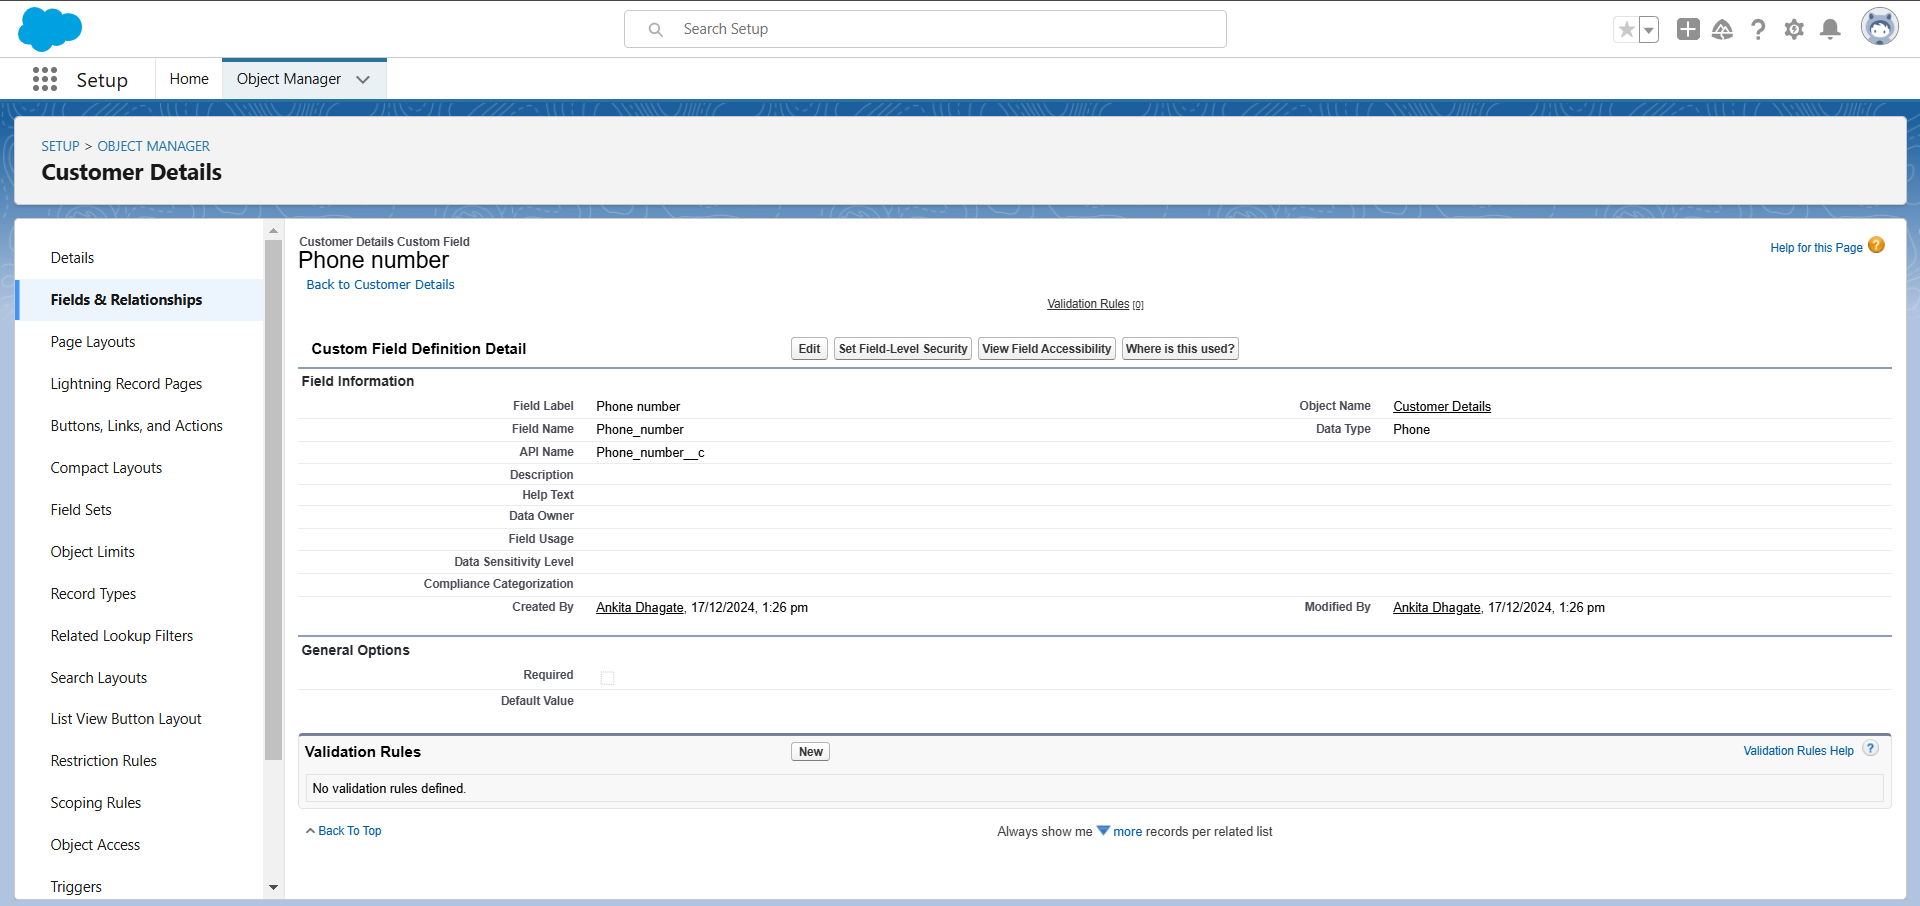 Search Setup
Setup
Home
Object Manager
SETUP > OBJECT MANAGER
Customer Details
Details
Fields & Relationships
Page Layouts
Lightning Record Pages
Buttons, Links, and Actions
Compact Layouts
Field Sets
Object Limits
Record Types
Related Lookup Filters
Search Layouts
List View Button Layout
Restriction Rules
Scoping Rules
Object Access
Triggers
Customer Details Custom Field
Phone number
Help for this Page ?
Back to Customer Details
Validation Rules [0]
Custom Field Definition Detail Edit Set Field-Level Security View Field Accessibility Where is this used?
Field Information
Field Label Phone number Object Name Customer Details
Field Name Phone_number Data Type Phone
API Name Phone_number__c
Description
Help Text
Data Owner
Field Usage
Data Sensitivity Level
Compliance Categorization
Created By Ankita Dhagate, 17/12/2024, 1:26 pm Modified By Ankita Dhagate, 17/12/2024, 1:26 pm
General Options
Required
Default Value
Validation Rules New Validation Rules Help ?
No validation rules defined.
Back To Top Always show me more records per related list